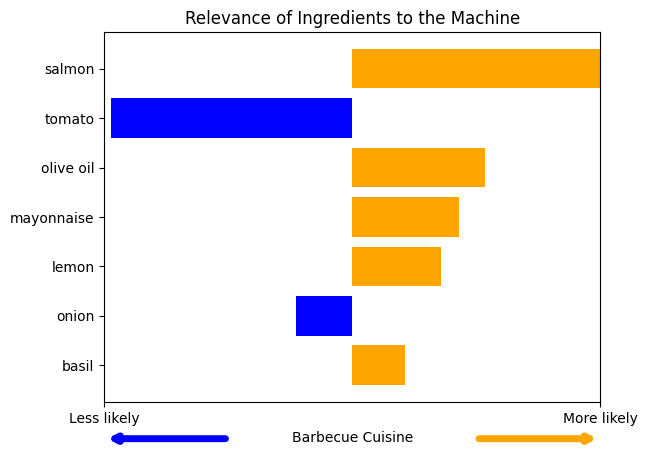 Relevance of Ingredients to the Machine
salmon
tomato
olive oil
mayonnaise
lemon
onion
basil
Less likely
More likely
Barbecue Cuisine